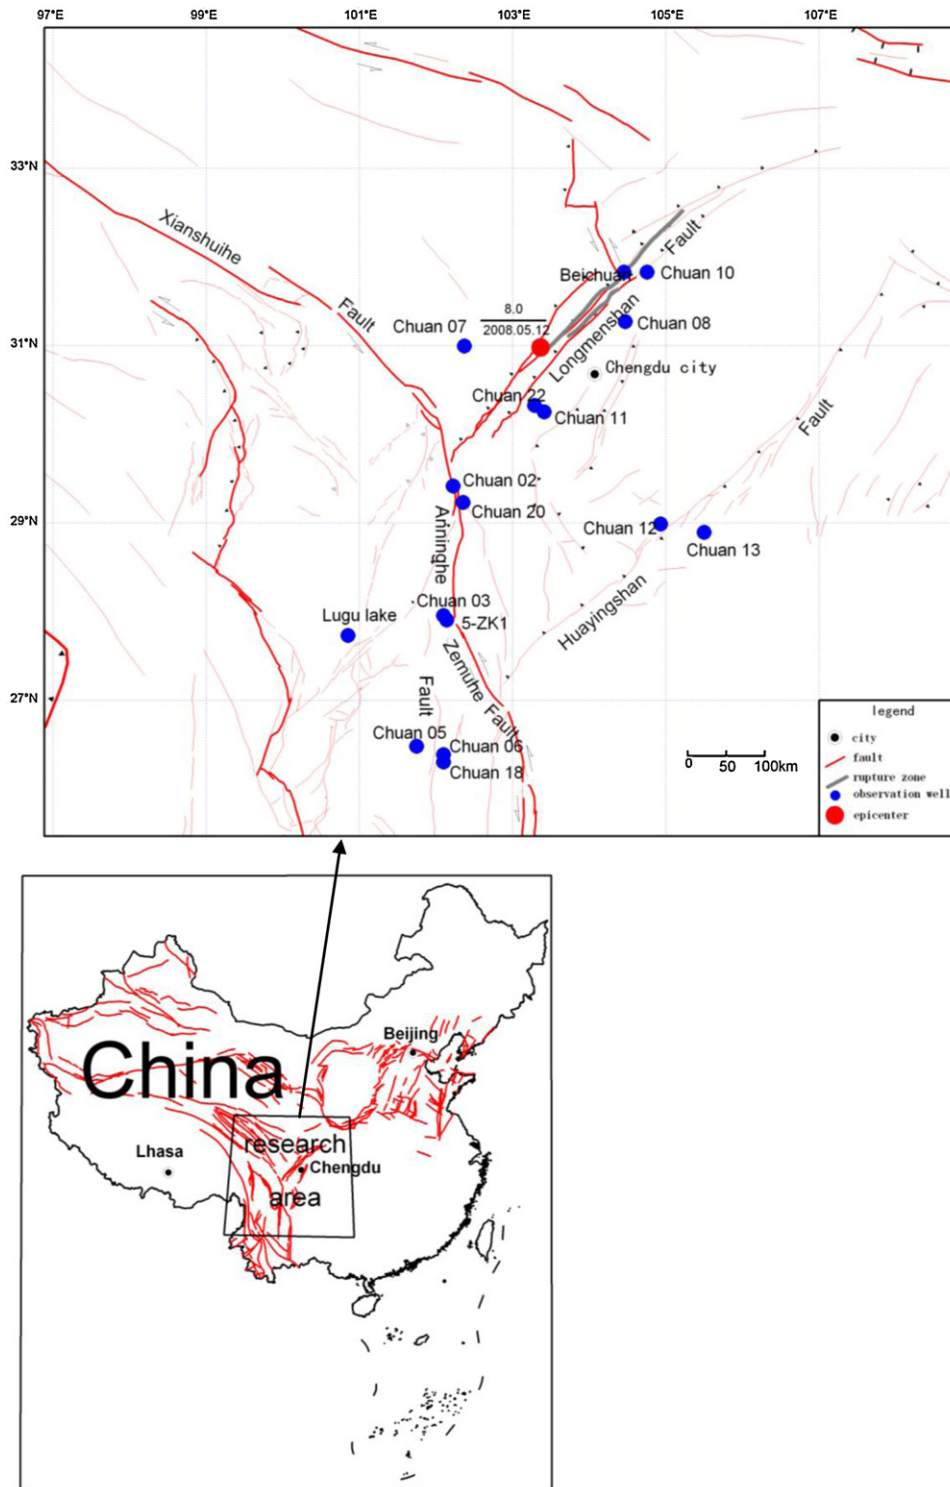 97°E 99°E 101°E 103°E 105°E 107°E
33°N
Xianshuihe
Fault
Fault
Beichuan
Chuan 10
8.0
2008.05.12
Chuan 07
Longmenshan
Chuan 08
31°N
Chengdu city
Chuan 22
Chuan 11
Fault
Chuan 02
Chuan 20
29°N
Anninghe
Chuan 12
Chuan 13
Chuan 03
5-ZK1
Lugu lake
Huayingshan
Zemuhe Fault
Fault
27°N
Chuan 05
Chuan 06
Chuan 18
0 50 100km
legend
city
fault
rupture zone
observation well
epicenter
Beijing
China
research
area
Lhasa
Chengdu